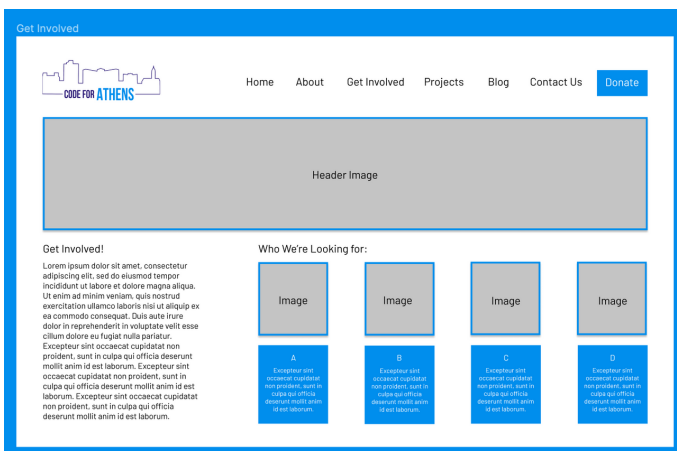 Get Involved
CODE FOR ATHENS
Home About Get Involved Projects Blog Contact Us Donate
Header Image
Get Involved!
Lorem ipsum dolor sit amet, consectetur
adipiscing elit, sed do eiusmod tempor
incididunt ut labore et dolore magna aliqua.
Ut enim ad minim veniam, quis nostrud
exercitation ullamco laboris nisi ut aliquip ex
ea commodo consequat. Duis aute irure
dolor in reprehenderit in voluptate velit esse
cillum dolore eu fugiat nulla pariatur.
Excepteur sint occaecat cupidatat non
proident, sunt in culpa qui officia deserunt
mollit anim id est laborum. Excepteur sint
occaecat cupidatat non proident, sunt in
culpa qui officia deserunt mollit anim id est
laborum. Excepteur sint occaecat cupidatat
non proident, sunt in culpa qui officia
deserunt mollit anim id est laborum.
Who We're Looking for:
Image
Image
Image
Image
A
Excepteur sint
occaecat cupidatat
non proident, sunt in
culpa qui officia
deserunt mollit anim
id est laborum.
B
Excepteur sint
occaecat cupidatat
non proident, sunt in
culpa qui officia
deserunt mollit anim
id est laborum.
C
Excepteur sint
occaecat cupidatat
non proident, sunt in
culpa qui officia
deserunt mollit anim
id est laborum.
D
Excepteur sint
occaecat cupidatat
non proident, sunt in
culpa qui officia
deserunt mollit anim
id est laborum.